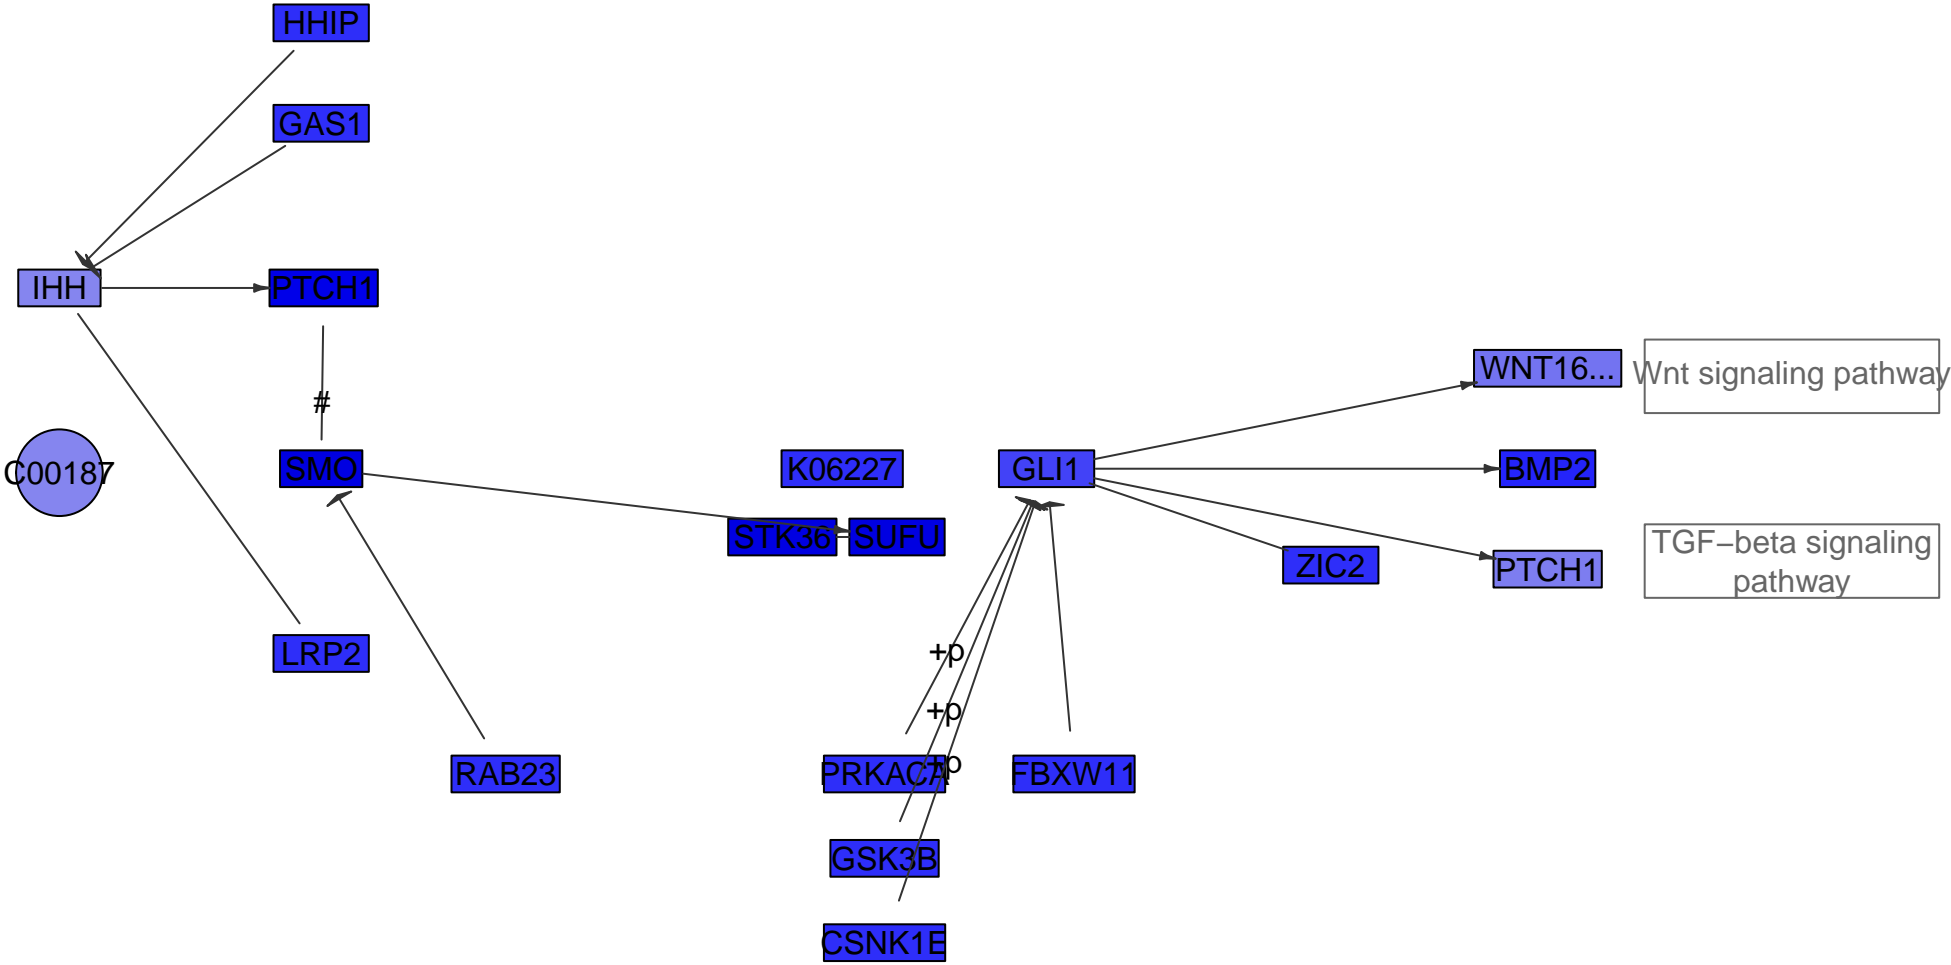 HHIP
GAS1
IHH
PTCH1
WNT16...
Wnt signaling pathway
#
C00187
SMO
K06227
GLI1
BMP2
STK36
SUFU
TGF−beta signaling
pathway
ZIC2
PTCH1
LRP2
+p
+p
+p
RAB23
PRKACA
FBXW11
GSK3B
CSNK1E